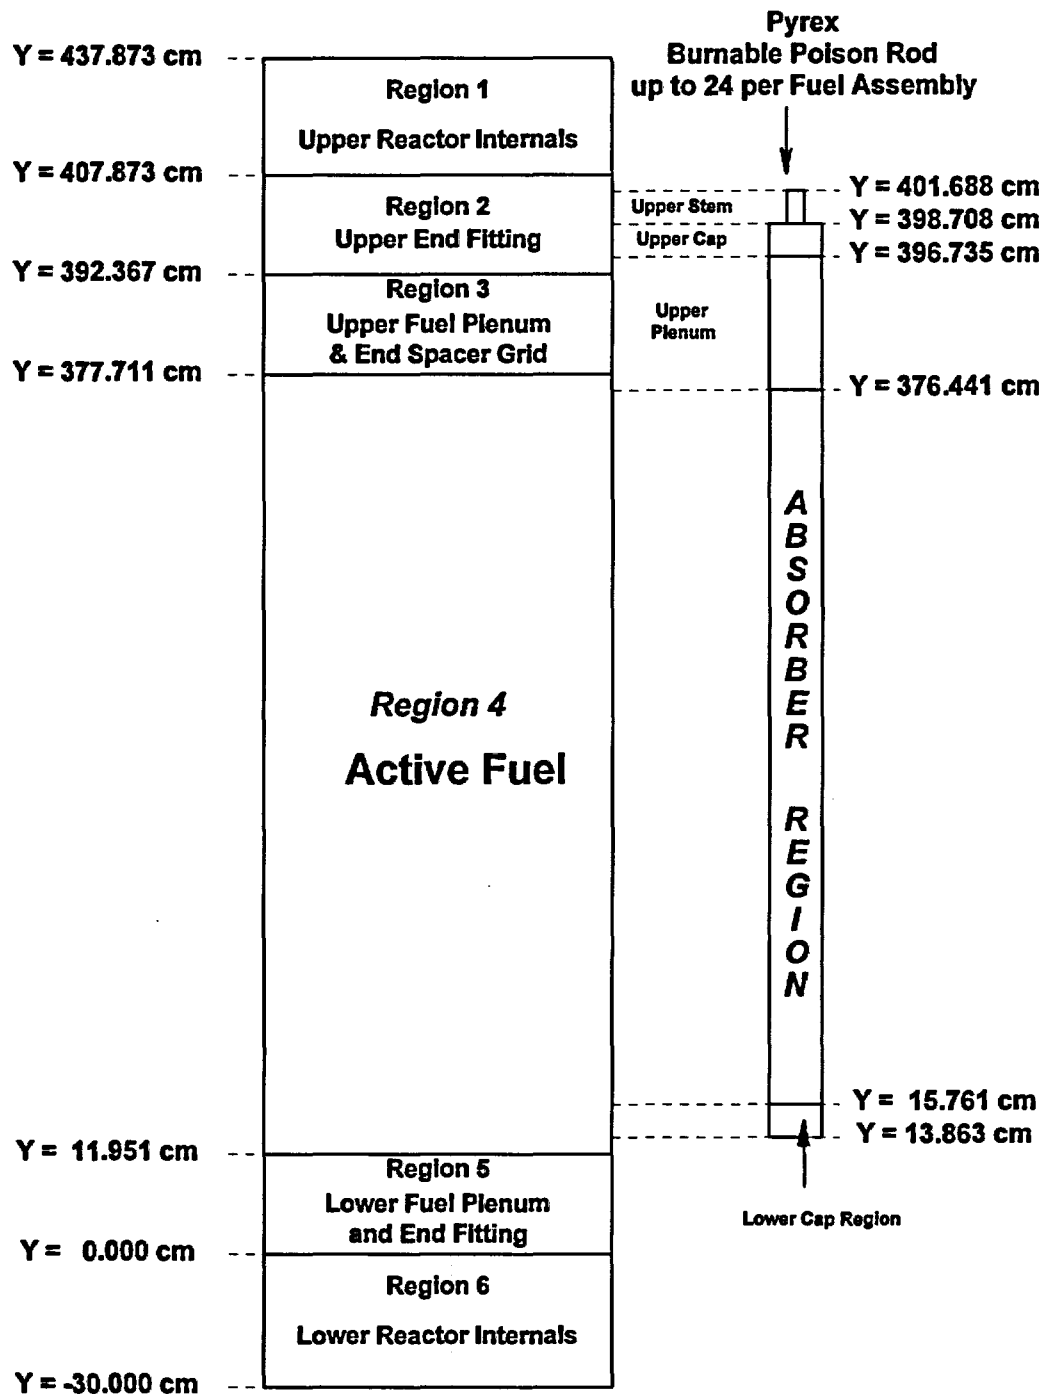 Pyrex
Burnable Poison Rod
up to 24 per Fuel Assembly
Y = 437.873 cm
Region 1
Upper Reactor Internals
Y = 407.873 cm
Region 2
Upper End Fitting
Y = 392.367 cm
Region 3
Upper Fuel Plenum
& End Spacer Grid
Y = 377.711 cm
Region 4
Active Fuel
Y = 11.951 cm
Region 5
Lower Fuel Plenum
and End Fitting
Y = 0.000 cm
Region 6
Lower Reactor Internals
Y = -30.000 cm
Upper Stem
Upper Cap
Upper
Plenum
Y = 401.688 cm
Y = 398.708 cm
Y = 396.735 cm
Y = 376.441 cm
ABSORBER REGION
Y = 15.761 cm
Y = 13.863 cm
Lower Cap Region